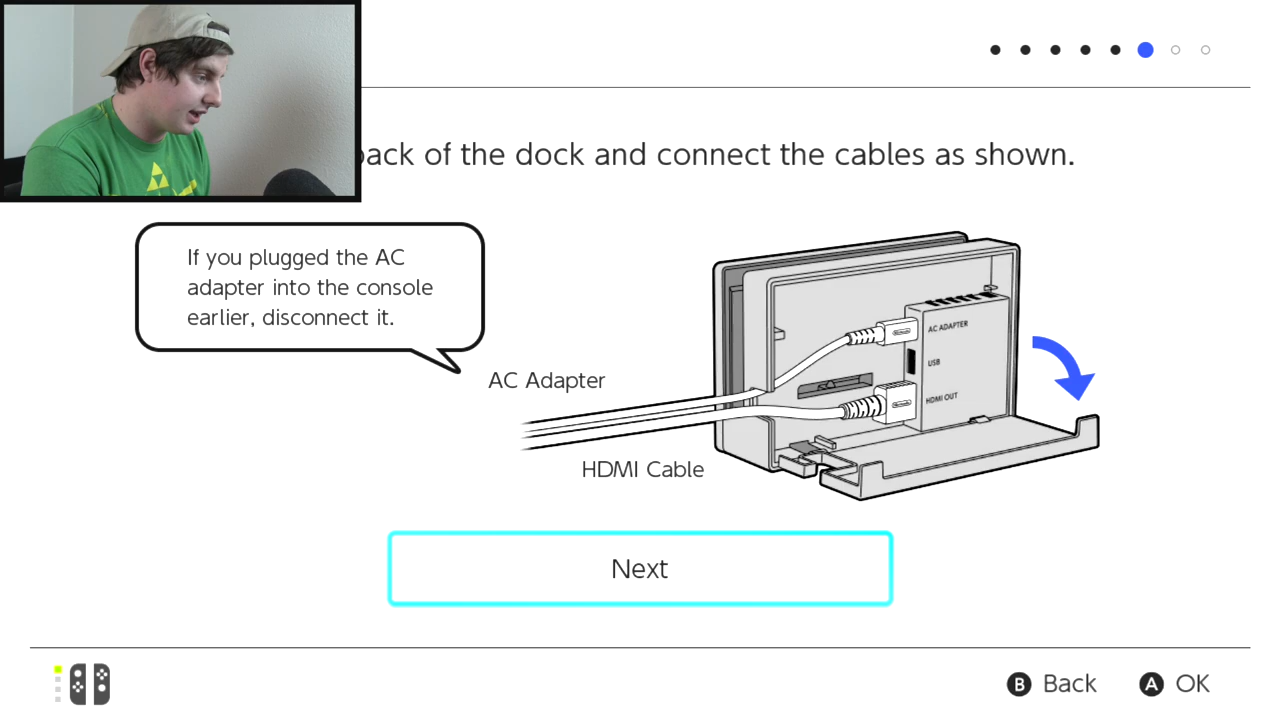 back of the dock and connect the cables as shown.
If you plugged the AC
adapter into the console
earlier, disconnect it.
AC ADAPTER
USB
AC Adapter
HDMI OUT
HDMI Cable
Next
B Back A OK